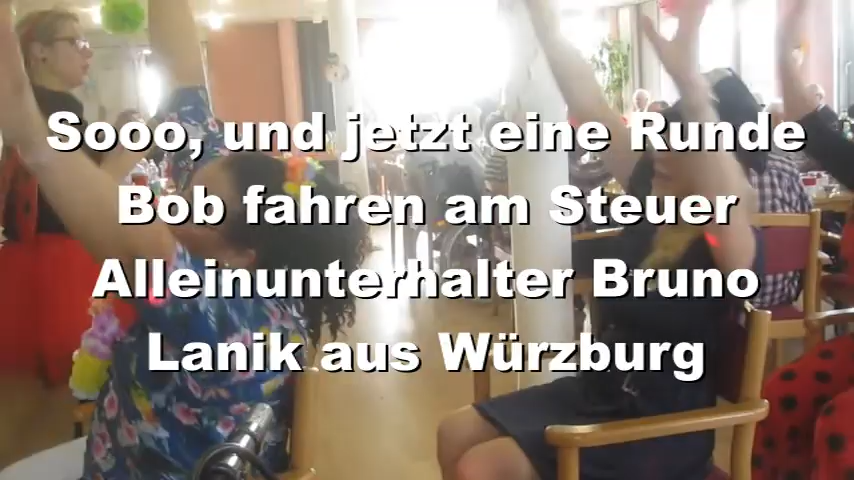 Sooo, und jetzt eine Runde
Bob fahren am Steuer
Alleinunterhalter Bruno
Lanik aus Würzburg